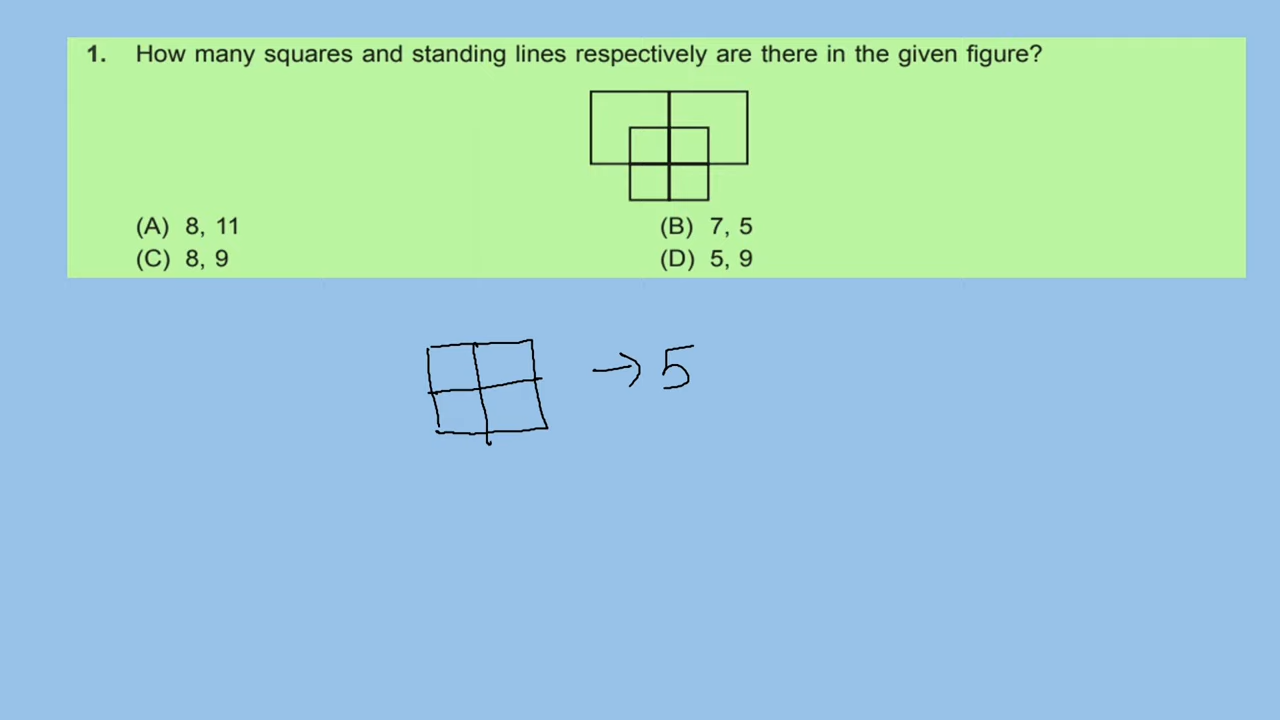 1. How many squares and standing lines respectively are there in the given figure?
(A) 8, 11
(B) 7, 5
(C) 8, 9
(D) 5, 9
→ 5